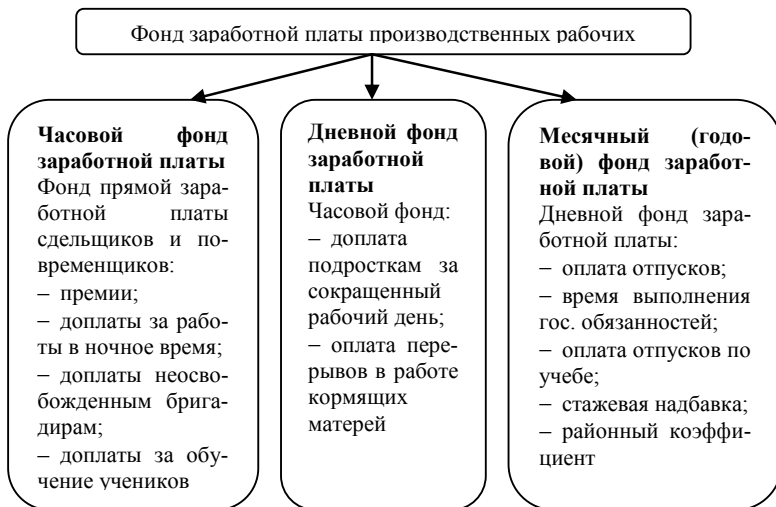 Фонд заработной платы производственных рабочих
Часовой фонд
заработной платы
Фонд прямой зара-
ботной платы
сдельщиков и по-
временщиков:
– премии;
– доплаты за рабо-
ты в ночное время;
– доплаты неосво-
божденным брига-
дирам;
– доплаты за обу-
чение учеников
Дневной фонд
заработной
платы
Часовой фонд:
– доплата
подросткам за
сокращенный
рабочий день;
– оплата пере-
рывов в работе
кормящих
матерей
Месячный (годо-
вой) фонд заработ-
ной платы
Дневной фонд зара-
ботной платы:
– оплата отпусков;
– время выполнения
гос. обязанностей;
– оплата отпусков по
учебе;
– стажевая надбавка;
– районный коэффи-
циент